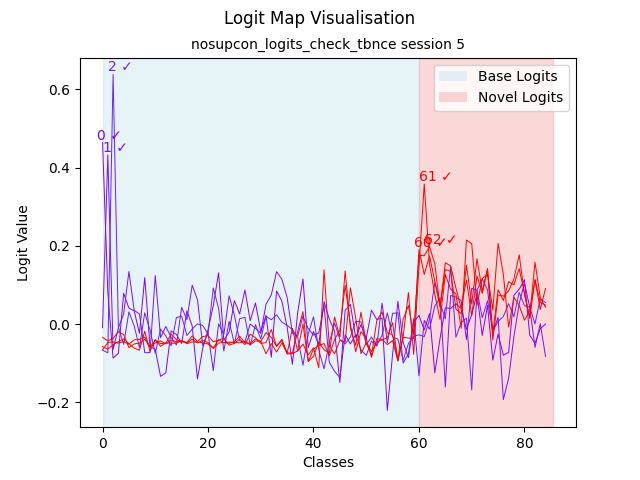 Logit Map Visualisation
nosupcon_logits_check_tbnce session 5
Base Logits
Novel Logits
0.6
0.4
0.2
0.0
−0.2
Logit Value
2 ✓
0 ✓
1 ✓
61 ✓
60 ✓
62 ✓
0
20
40
60
80
Classes